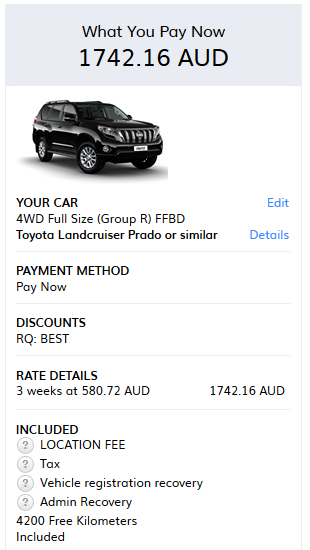 What You Pay Now
1742.16 AUD
YOUR CAR Edit
4WD Full Size (Group R) FFBD
Toyota Landcruiser Prado or similar Details
PAYMENT METHOD
Pay Now
DISCOUNTS
RQ: BEST
RATE DETAILS
3 weeks at 580.72 AUD 1742.16 AUD
INCLUDED
? LOCATION FEE
? Tax
? Vehicle registration recovery
? Admin Recovery
4200 Free Kilometers
Included